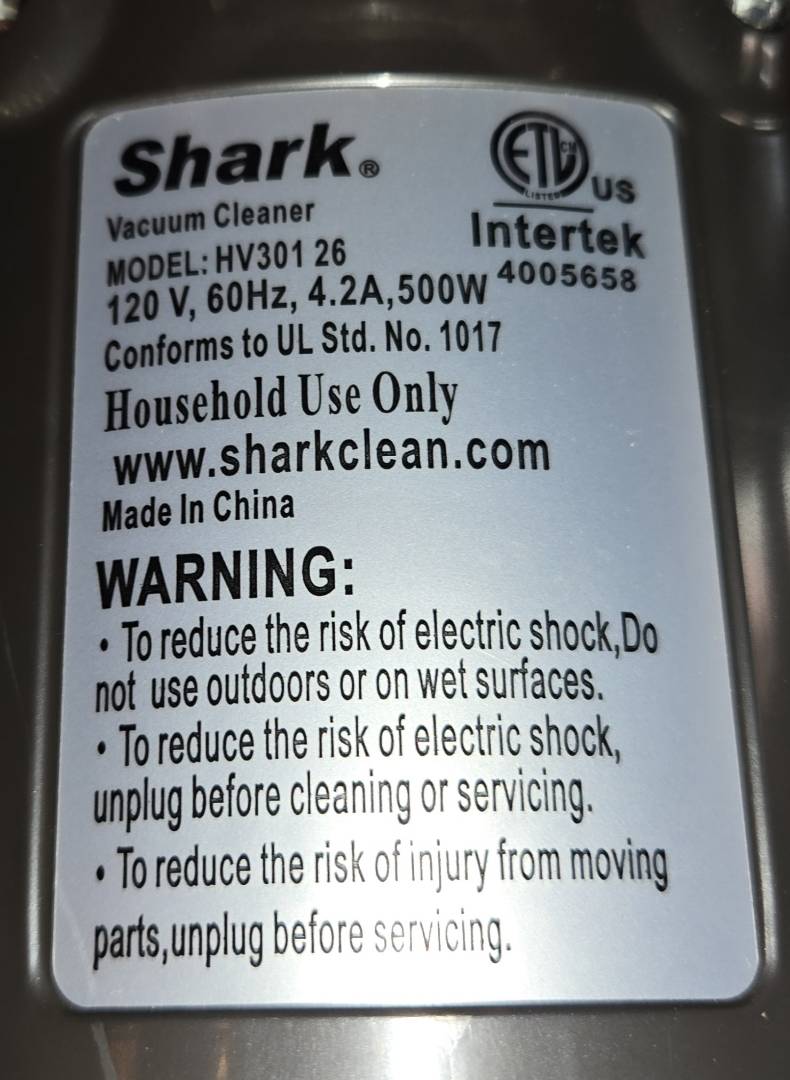 Shark®
Vacuum Cleaner
MODEL: HV301 26
120 V, 60Hz, 4.2A,500W
Conforms to UL Std. No. 1017
Household Use Only
www.sharkclean.com
Made In China
ETL CM
LISTED
US
Intertek
4005658
WARNING:
• To reduce the risk of electric shock,Do
not use outdoors or on wet surfaces.
• To reduce the risk of electric shock,
unplug before cleaning or servicing.
• To reduce the risk of injury from moving
parts,unplug before servicing.